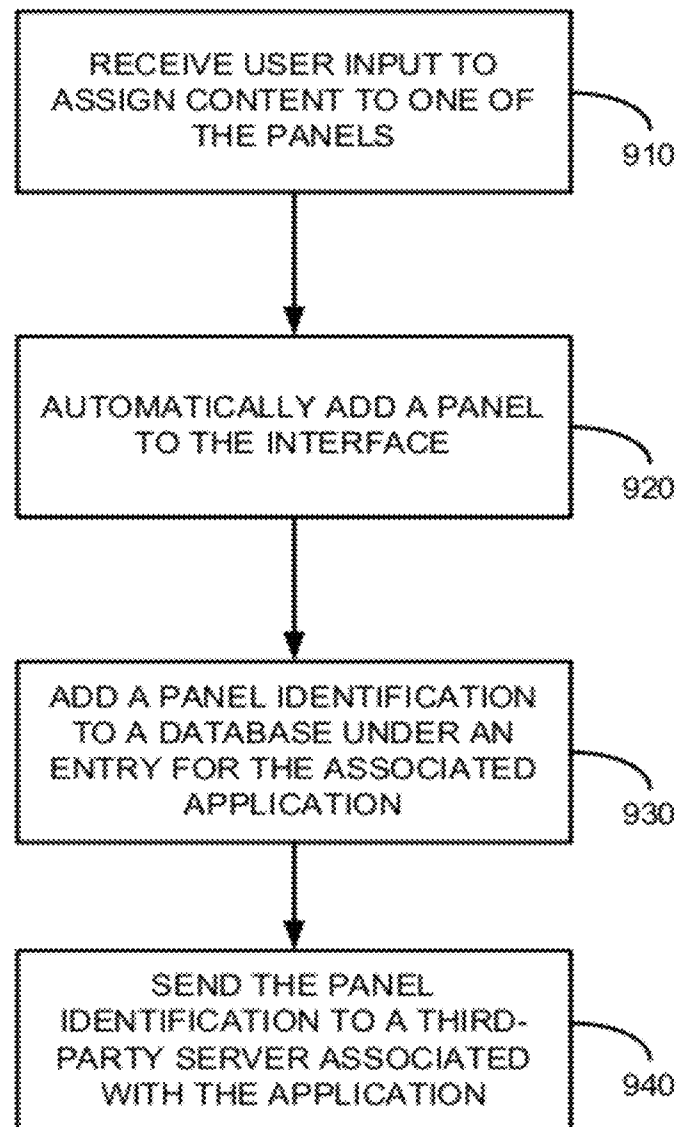 RECEIVE USER INPUT TO
ASSIGN CONTENT TO ONE OF
THE PANELS
910
AUTOMATICALLY ADD A PANEL
TO THE INTERFACE
920
ADD A PANEL IDENTIFICATION
TO A DATABASE UNDER AN
ENTRY FOR THE ASSOCIATED
APPLICATION
930
SEND THE PANEL
IDENTIFICATION TO A THIRD-
PARTY SERVER ASSOCIATED
WITH THE APPLICATION
940